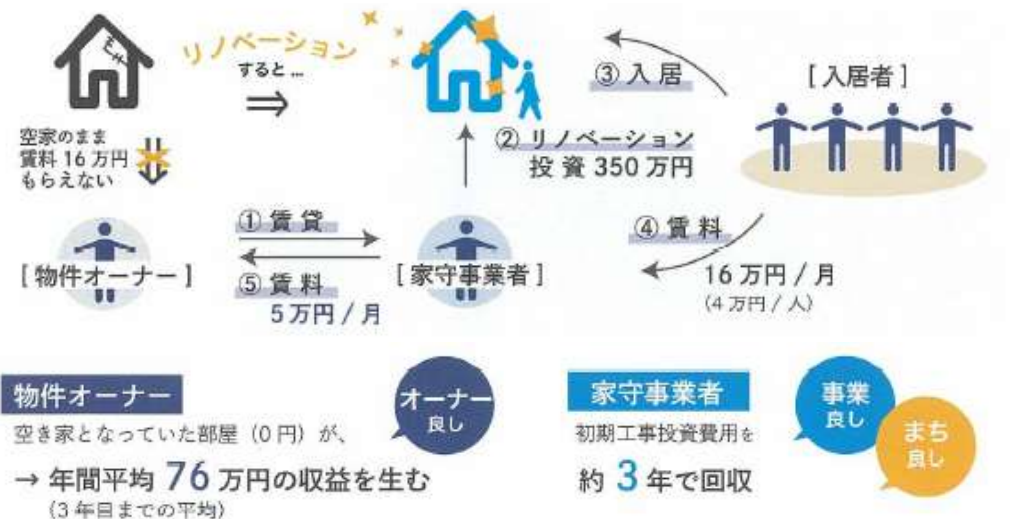 リノベーション
すると...
空家のまま
賃料16万円
もらえない
③入居
[入居者]
②リノベーション
投資350万円
①賃貸
④賃料
[物件オーナー]
[家守事業者]
⑤賃料
5万円/月
16万円/月
(4万円/人)
物件オーナー
オーナー
良し
空き家となっていた部屋（0円）が、
→ 年間平均 76 万円の収益を生む
(3年目までの平均)
家守事業者
事業
良し
まち
良し
初期工事投資費用を
約 3 年で回収